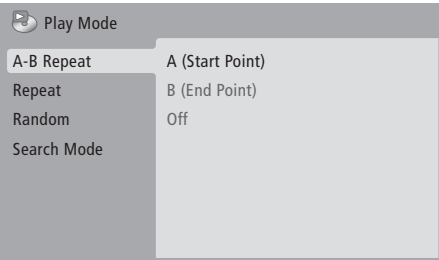 Play Mode
A-B Repeat
Repeat
Random
Search Mode
A (Start Point)
B (End Point)
Off